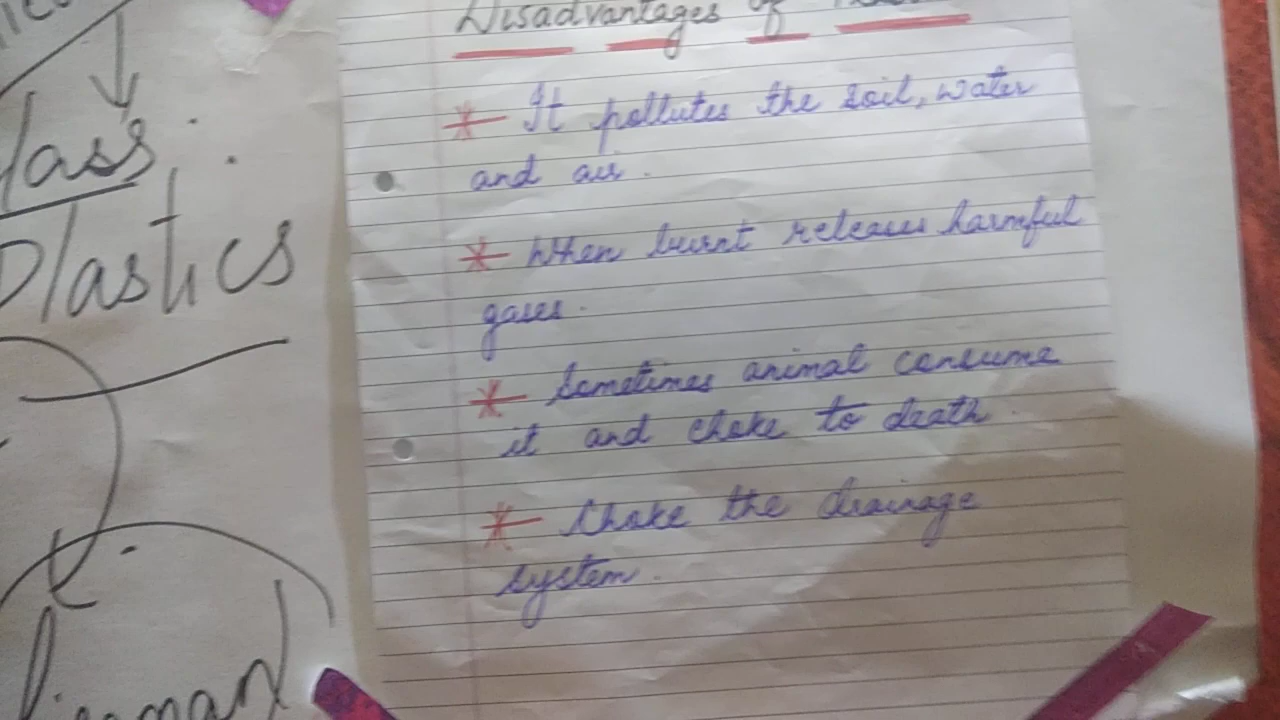 Disadvantages of
* It pollutes the soil, water
and air.
* When burnt releases harmful
gases.
* Sometimes animal consume
it and choke to death
* Choke the drainage
system.
lass
Plastics